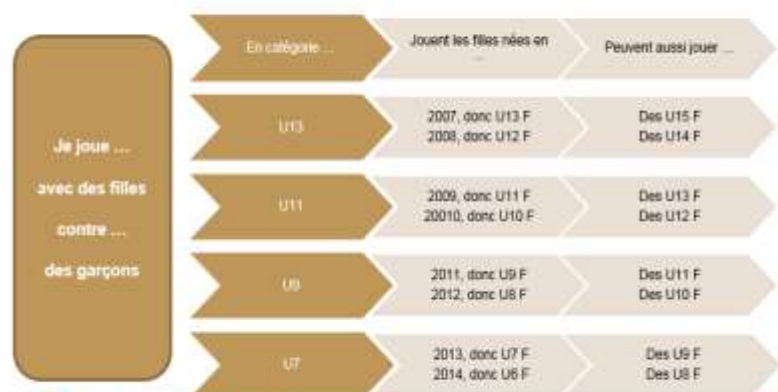 Je joue ...
avec des filles
contre ...
des garçons
En catégorie ...
Jouent les filles nées en
...
Peuvent aussi jouer ...
U13
2007, donc U13 F
2008, donc U12 F
Des U15 F
Des U14 F
U11
2009, donc U11 F
20010, donc U10 F
Des U13 F
Des U12 F
U9
2011, donc U9 F
2012, donc U8 F
Des U11 F
Des U10 F
U7
2013, donc U7 F
2014, donc U6 F
Des U9 F
Des U8 F